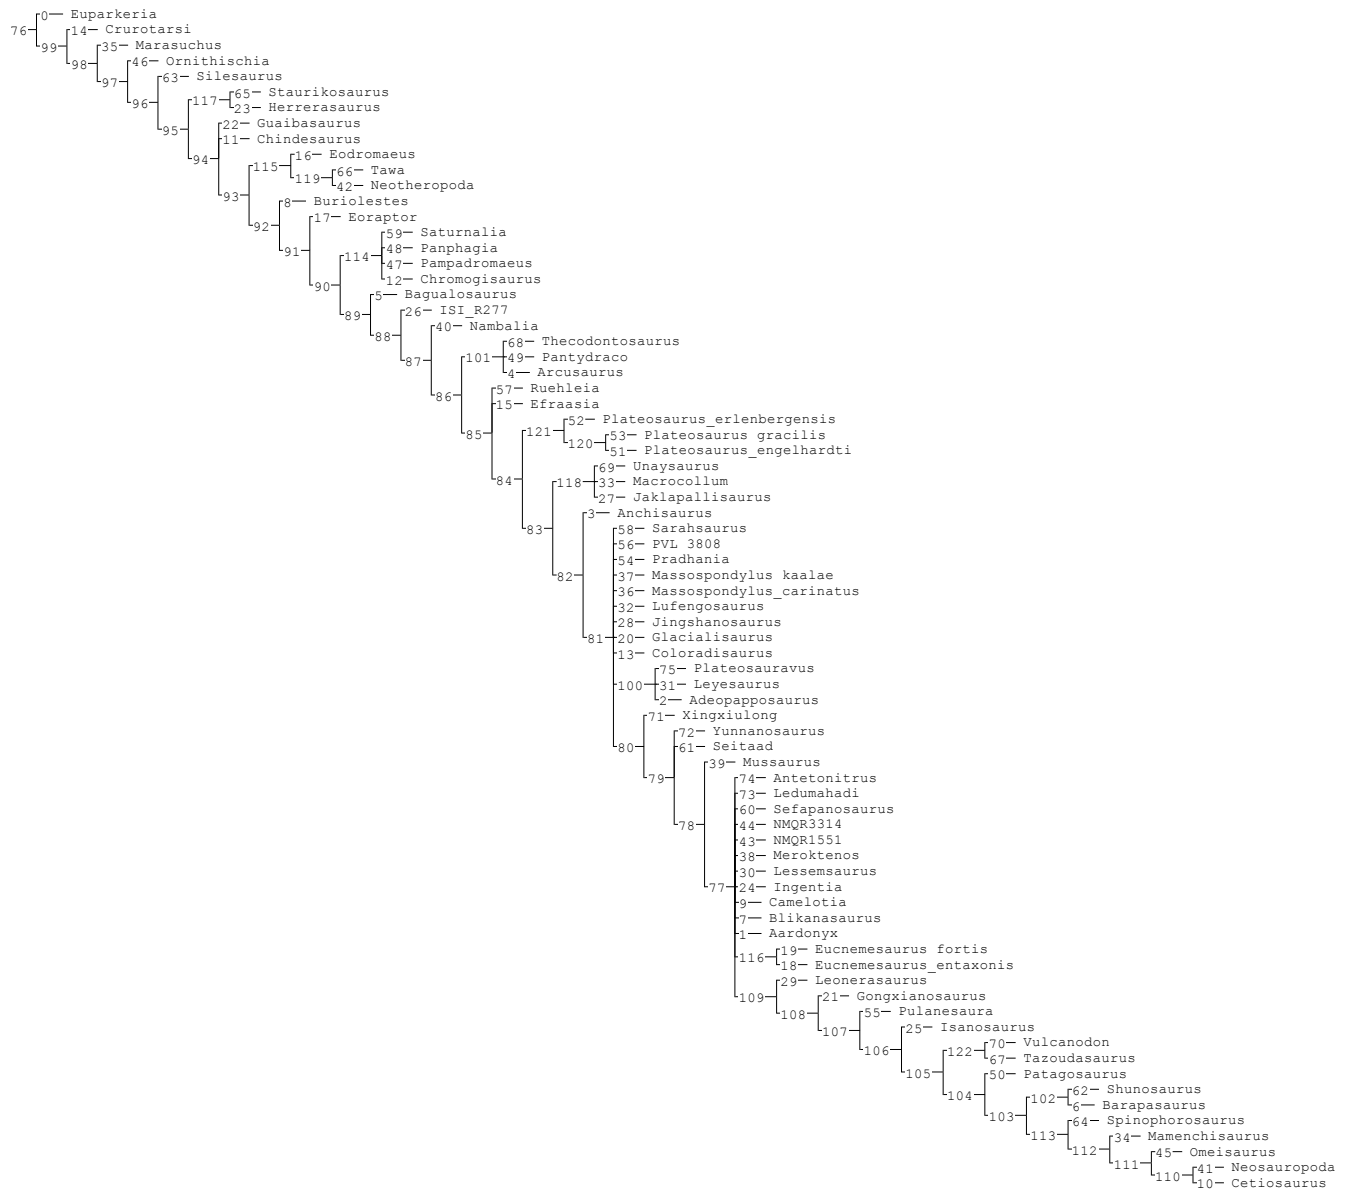 0 Euparkeria
76
14 Crurotarsi
99
35 Marasuchus
98
46 Ornithischia
63 Silesaurus
97
65 Staurikosaurus
117
96
23 Herrerasaurus
22 Guaibasaurus
95
11 Chindesaurus
16 Eodromaeus
94
115
66 Tawa
119
42 Neotheropoda
93
8 Buriolestes
17 Eoraptor
92
59 Saturnalia
91
48 Panphagia
114
47 Pampadromaeus
12 Chromogisaurus
90
5 Bagualosaurus
26 ISI_R277
89
40 Nambalia
88
68 Thecodontosaurus
101 49 Pantydraco
87
4 Arcusaurus
57 Ruehleia
86
15 Efraasia
52 Plateosaurus_erlenbergensis
121
85
53 Plateosaurus gracilis
120
51 Plateosaurus_engelhardti
69 Unaysaurus
84
118 33 Macrocollum
27 Jaklapallisaurus
3 Anchisaurus
83
58 Sarahsaurus
56 PVL 3808
54 Pradhania
82
37 Massospondylus kaalae
36 Massospondylus_carinatus
32 Lufengosaurus
28 Jingshanosaurus
81 20 Glacialisaurus
13 Coloradisaurus
75 Plateosauravus
100 31 Leyesaurus
2 Adeopapposaurus
71 Xingxiulong
72 Yunnanosaurus
80 61 Seitaad
39 Mussaurus
79 74 Antetonitrus
73 Ledumahadi
60 Sefapanosaurus
78 44 NMQR3314
43 NMQR1551
38 Meroktenos
30 Lessemsaurus
77 24 Ingentia
9 Camelotia
7 Blikanasaurus
1 Aardonyx
19 Eucnemesaurus fortis
116
18 Eucnemesaurus_entaxonis
29 Leonerasaurus
109 21 Gongxianosaurus
108 55 Pulanesaura
107 25 Isanosaurus
70 Vulcanodon
106 122
67 Tazoudasaurus
105 50 Patagosaurus
62 Shunosaurus
104 102
6 Barapasaurus
103 64 Spinophorosaurus
113 34 Mamenchisaurus
112 45 Omeisaurus
111 41 Neosauropoda
110
10 Cetiosaurus